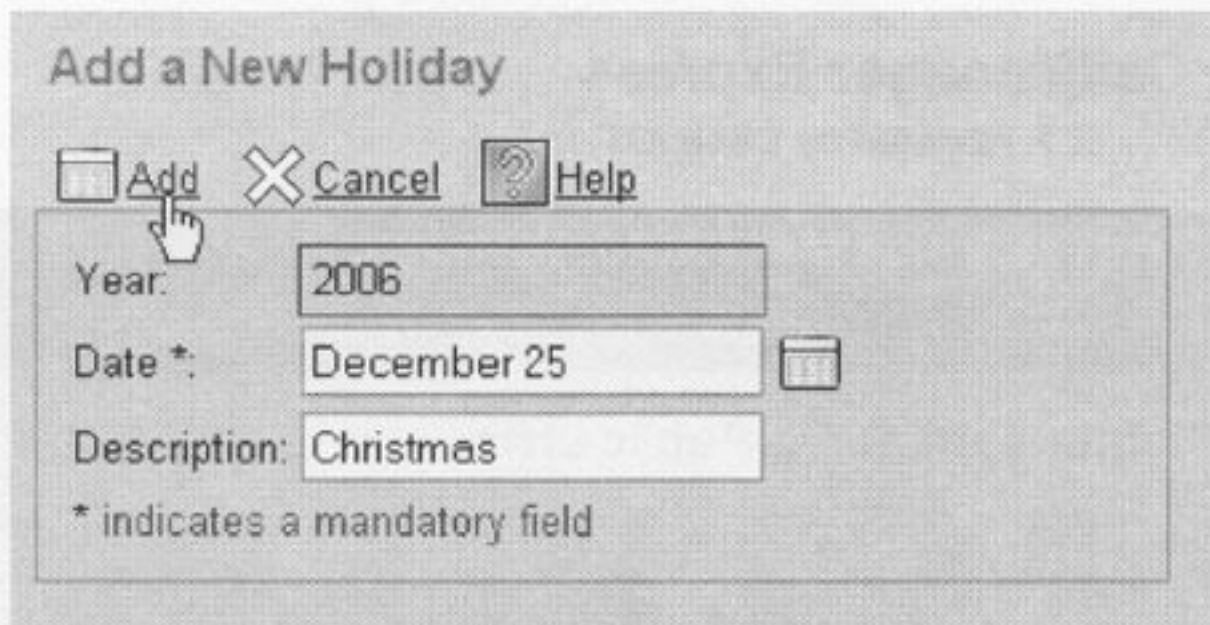 Add a New Holiday
Add Cancel Help
Year: 2006
Date *: December 25
Description: Christmas
* indicates a mandatory field